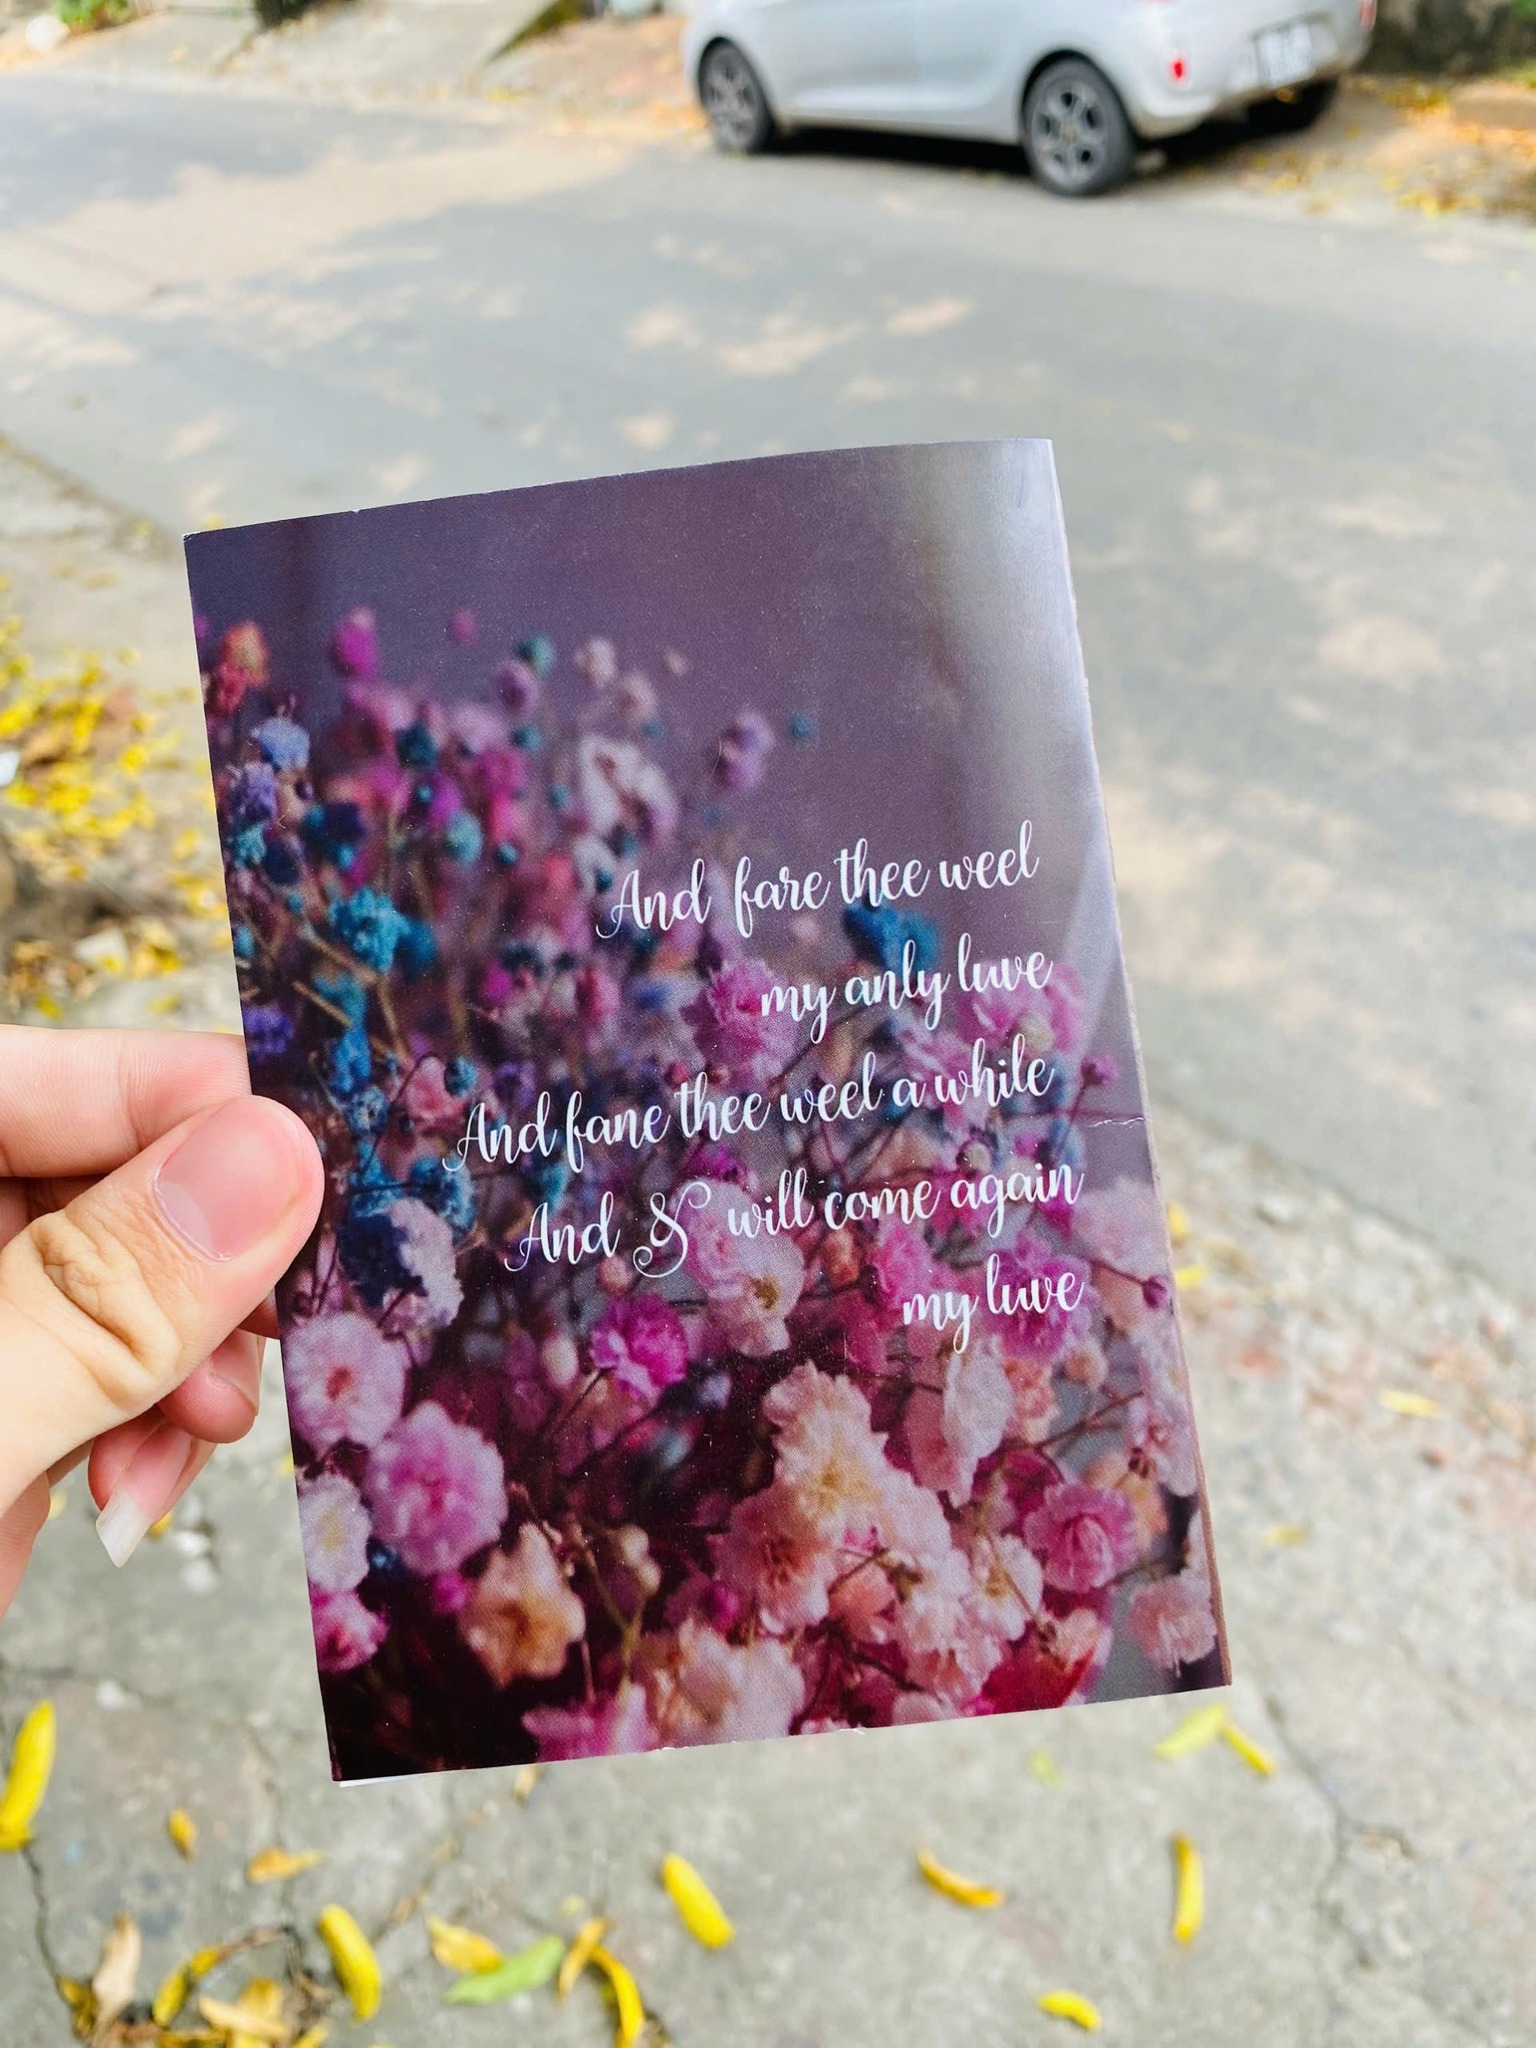 And fare thee weel
my anly luve
And fane thee weel a while
And & will come again
my luve